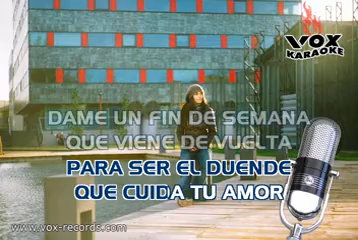 VOX
KARAOKE
DAME UN FIN DE SEMANA
QUE VIENE DE VUELTA
PARA SER EL DUENDE
QUE CUIDA TU AMOR
www.vox-records.com